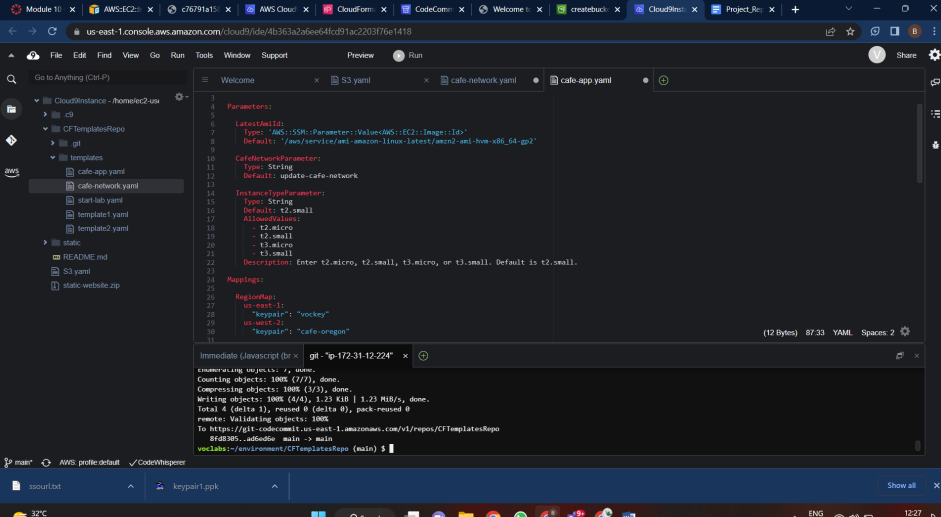 Module 10
AWS::EC2::
c76791a15
AWS Cloud
CloudForm
CodeComm
Welcome t
createbuck
Cloud9Inst
Project_Re
us-east-1.console.aws.amazon.com/cloud9/ide/4b363a2a6ee64fcd91ac2203f76e1418
B
File Edit Find View Go Run Tools Window Support Preview Run
V Share
Go to Anything (Ctrl-P)
Welcome
S3.yaml
cafe-network.yaml
cafe-app.yaml
Cloud9Instance - /home/ec2-use
.c9
CFTemplatesRepo
.git
templates
cafe-app.yaml
cafe-network.yaml
start-lab.yaml
template1.yaml
template2.yaml
static
README.md
S3.yaml
static-website.zip
aws
3
4 Parameters:
5
6 LatestAmiId:
7 Type: 'AWS::SSM::Parameter::Value<AWS::EC2::Image::Id>'
8 Default: '/aws/service/ami-amazon-linux-latest/amzn2-ami-hvm-x86_64-gp2'
9
10 CafeNetworkParameter:
11 Type: String
12 Default: update-cafe-network
13
14 InstanceTypeParameter:
15 Type: String
16 Default: t2.small
17 AllowedValues:
18 - t2.micro
19 - t2.small
20 - t3.micro
21 - t3.small
22 Description: Enter t2.micro, t2.small, t3.micro, or t3.small. Default is t2.small.
23
24 Mappings:
25
26 RegionMap:
27 us-east-1:
28 "keypair": "vockey"
29 us-west-2:
30 "keypair": "cafe-oregon"
31
(12 Bytes) 87:33 YAML Spaces: 2
Immediate (Javascript (br
git - "ip-172-31-12-224"
Enumerating objects: 7, done.
Counting objects: 100% (7/7), done.
Compressing objects: 100% (3/3), done.
Writing objects: 100% (4/4), 1.23 KiB | 1.23 MiB/s, done.
Total 4 (delta 1), reused 0 (delta 0), pack-reused 0
remote: Validating objects: 100%
To https://git-codecommit.us-east-1.amazonaws.com/v1/repos/CFTemplatesRepo
8fd8305..ad6ed6e main -> main
voclabs:~/environment/CFTemplatesRepo (main) $
main* AWS: profile:default CodeWhisperer
ssourl.txt
keypair1.ppk
Show all
32°C
ENG
12:27